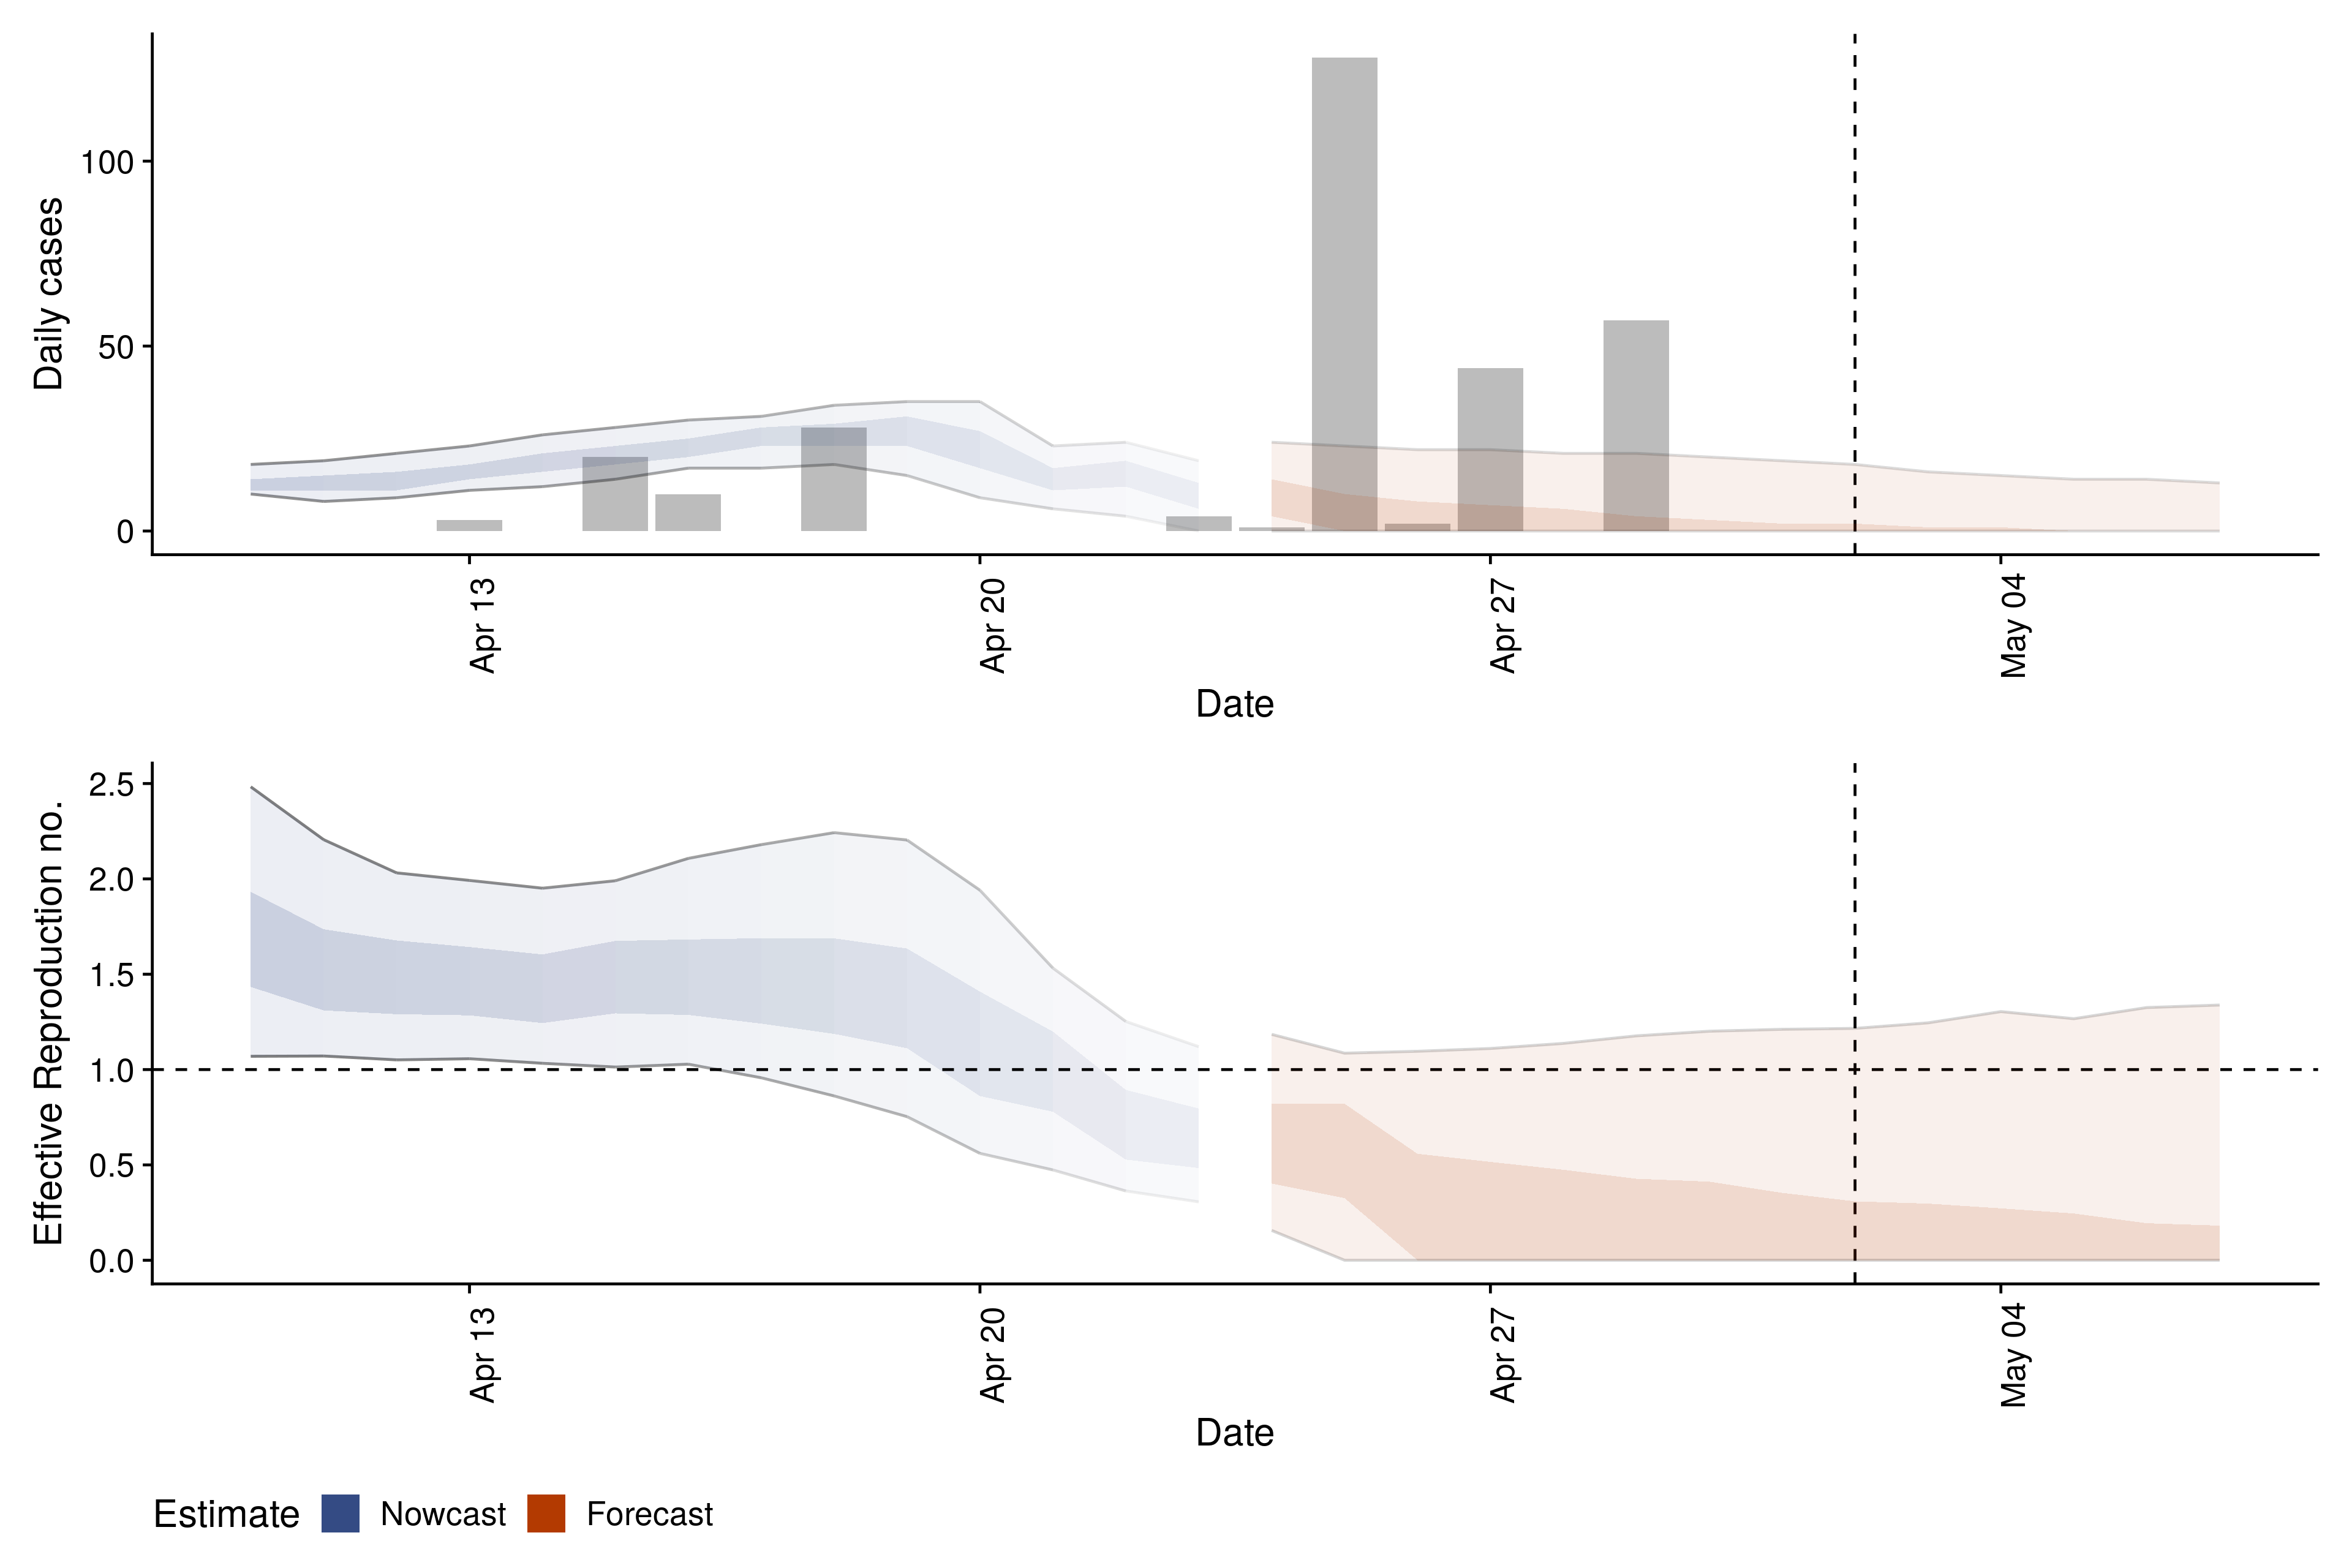 Daily cases
100
50
0
Apr 13
Apr 20
Apr 27
May 04
Date
Effective Reproduction no.
2.5
2.0
1.5
1.0
0.5
0.0
Apr 13
Apr 20
Apr 27
May 04
Date
Estimate Nowcast Forecast